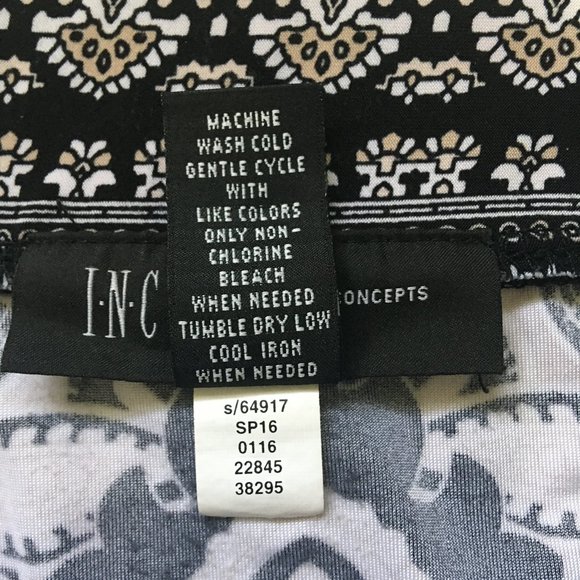 MACHINE
WASH COLD
GENTLE CYCLE
WITH
LIKE COLORS
ONLY NON-
CHLORINE
BLEACH
WHEN NEEDED
TUMBLE DRY LOW
COOL IRON
WHEN NEEDED
I·N·C
CONCEPTS
s/64917
SP16
0116
22845
38295